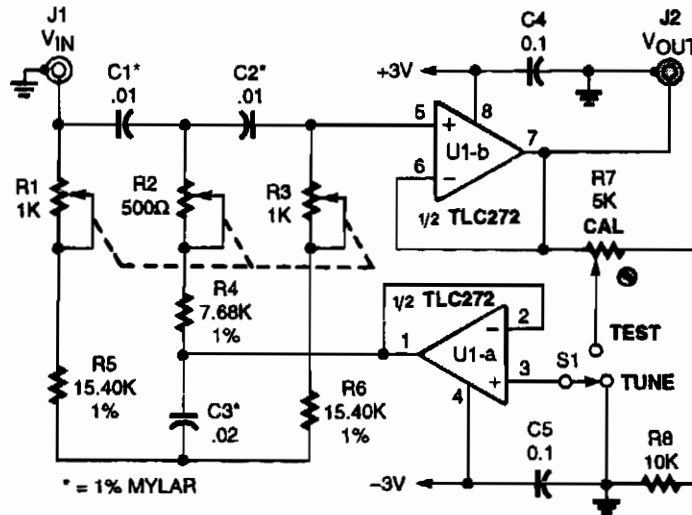 J1
VIN
C1*
.01
C2*
.01
C4
0.1
J2
VOUT
+3V
8
5
+
U1-b
7
6
−
1/2 TLC272
R1
1K
R2
500Ω
R3
1K
R7
5K
CAL
R4
7.68K
1%
1/2 TLC272
1
2
−
U1-a
+
3
4
S1
TEST
TUNE
R5
15.40K
1%
C3*
.02
R6
15.40K
1%
C5
0.1
R8
10K
−3V
* = 1% MYLAR